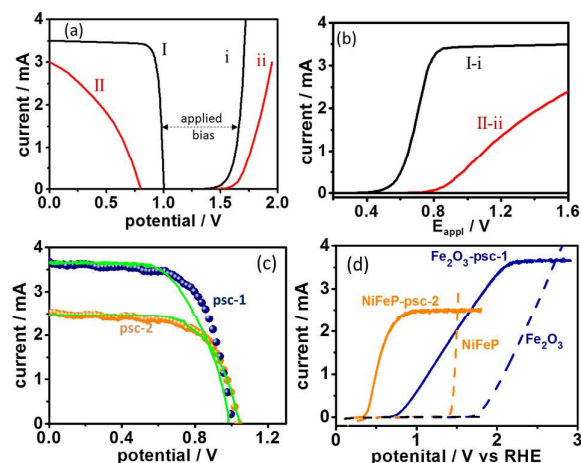 (a)
I
II
i
ii
applied
bias
current / mA
4
3
2
1
0
0.0
0.5
1.0
1.5
2.0
potential / V
(b)
I-i
II-ii
current / mA
4
3
2
1
0
0.4
0.8
1.2
1.6
E_appl / V
(c)
psc-1
psc-2
current / mA
4
3
2
1
0
0.0
0.4
0.8
1.2
potential / V
(d)
Fe₂O₃-psc-1
NiFeP-psc-2
NiFeP
Fe₂O₃
current / mA
4
3
2
1
0
0
1
2
3
potenital / V vs RHE